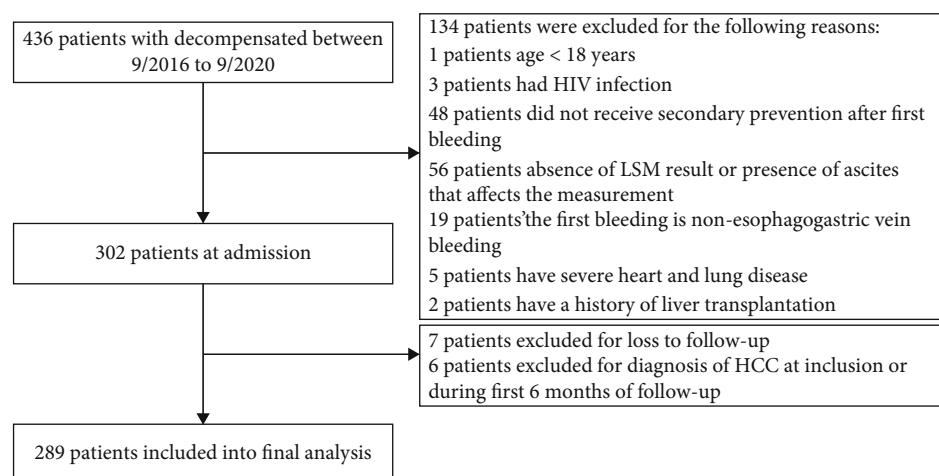 436 patients with decompensated between
9/2016 to 9/2020
134 patients were excluded for the following reasons:
1 patients age < 18 years
3 patients had HIV infection
48 patients did not receive secondary prevention after first
bleeding
56 patients absence of LSM result or presence of ascites
that affects the measurement
19 patients'the first bleeding is non-esophagogastric vein
bleeding
5 patients have severe heart and lung disease
2 patients have a history of liver transplantation
302 patients at admission
7 patients excluded for loss to follow-up
6 patients excluded for diagnosis of HCC at inclusion or
during first 6 months of follow-up
289 patients included into final analysis